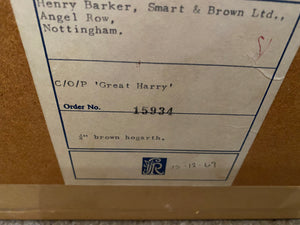 Henry Barker, Smart & Brown Ltd.,
Angel Row,
Nottingham.
C/O/P 'Great Harry'
Order No. 15934
½" brown hogarth.